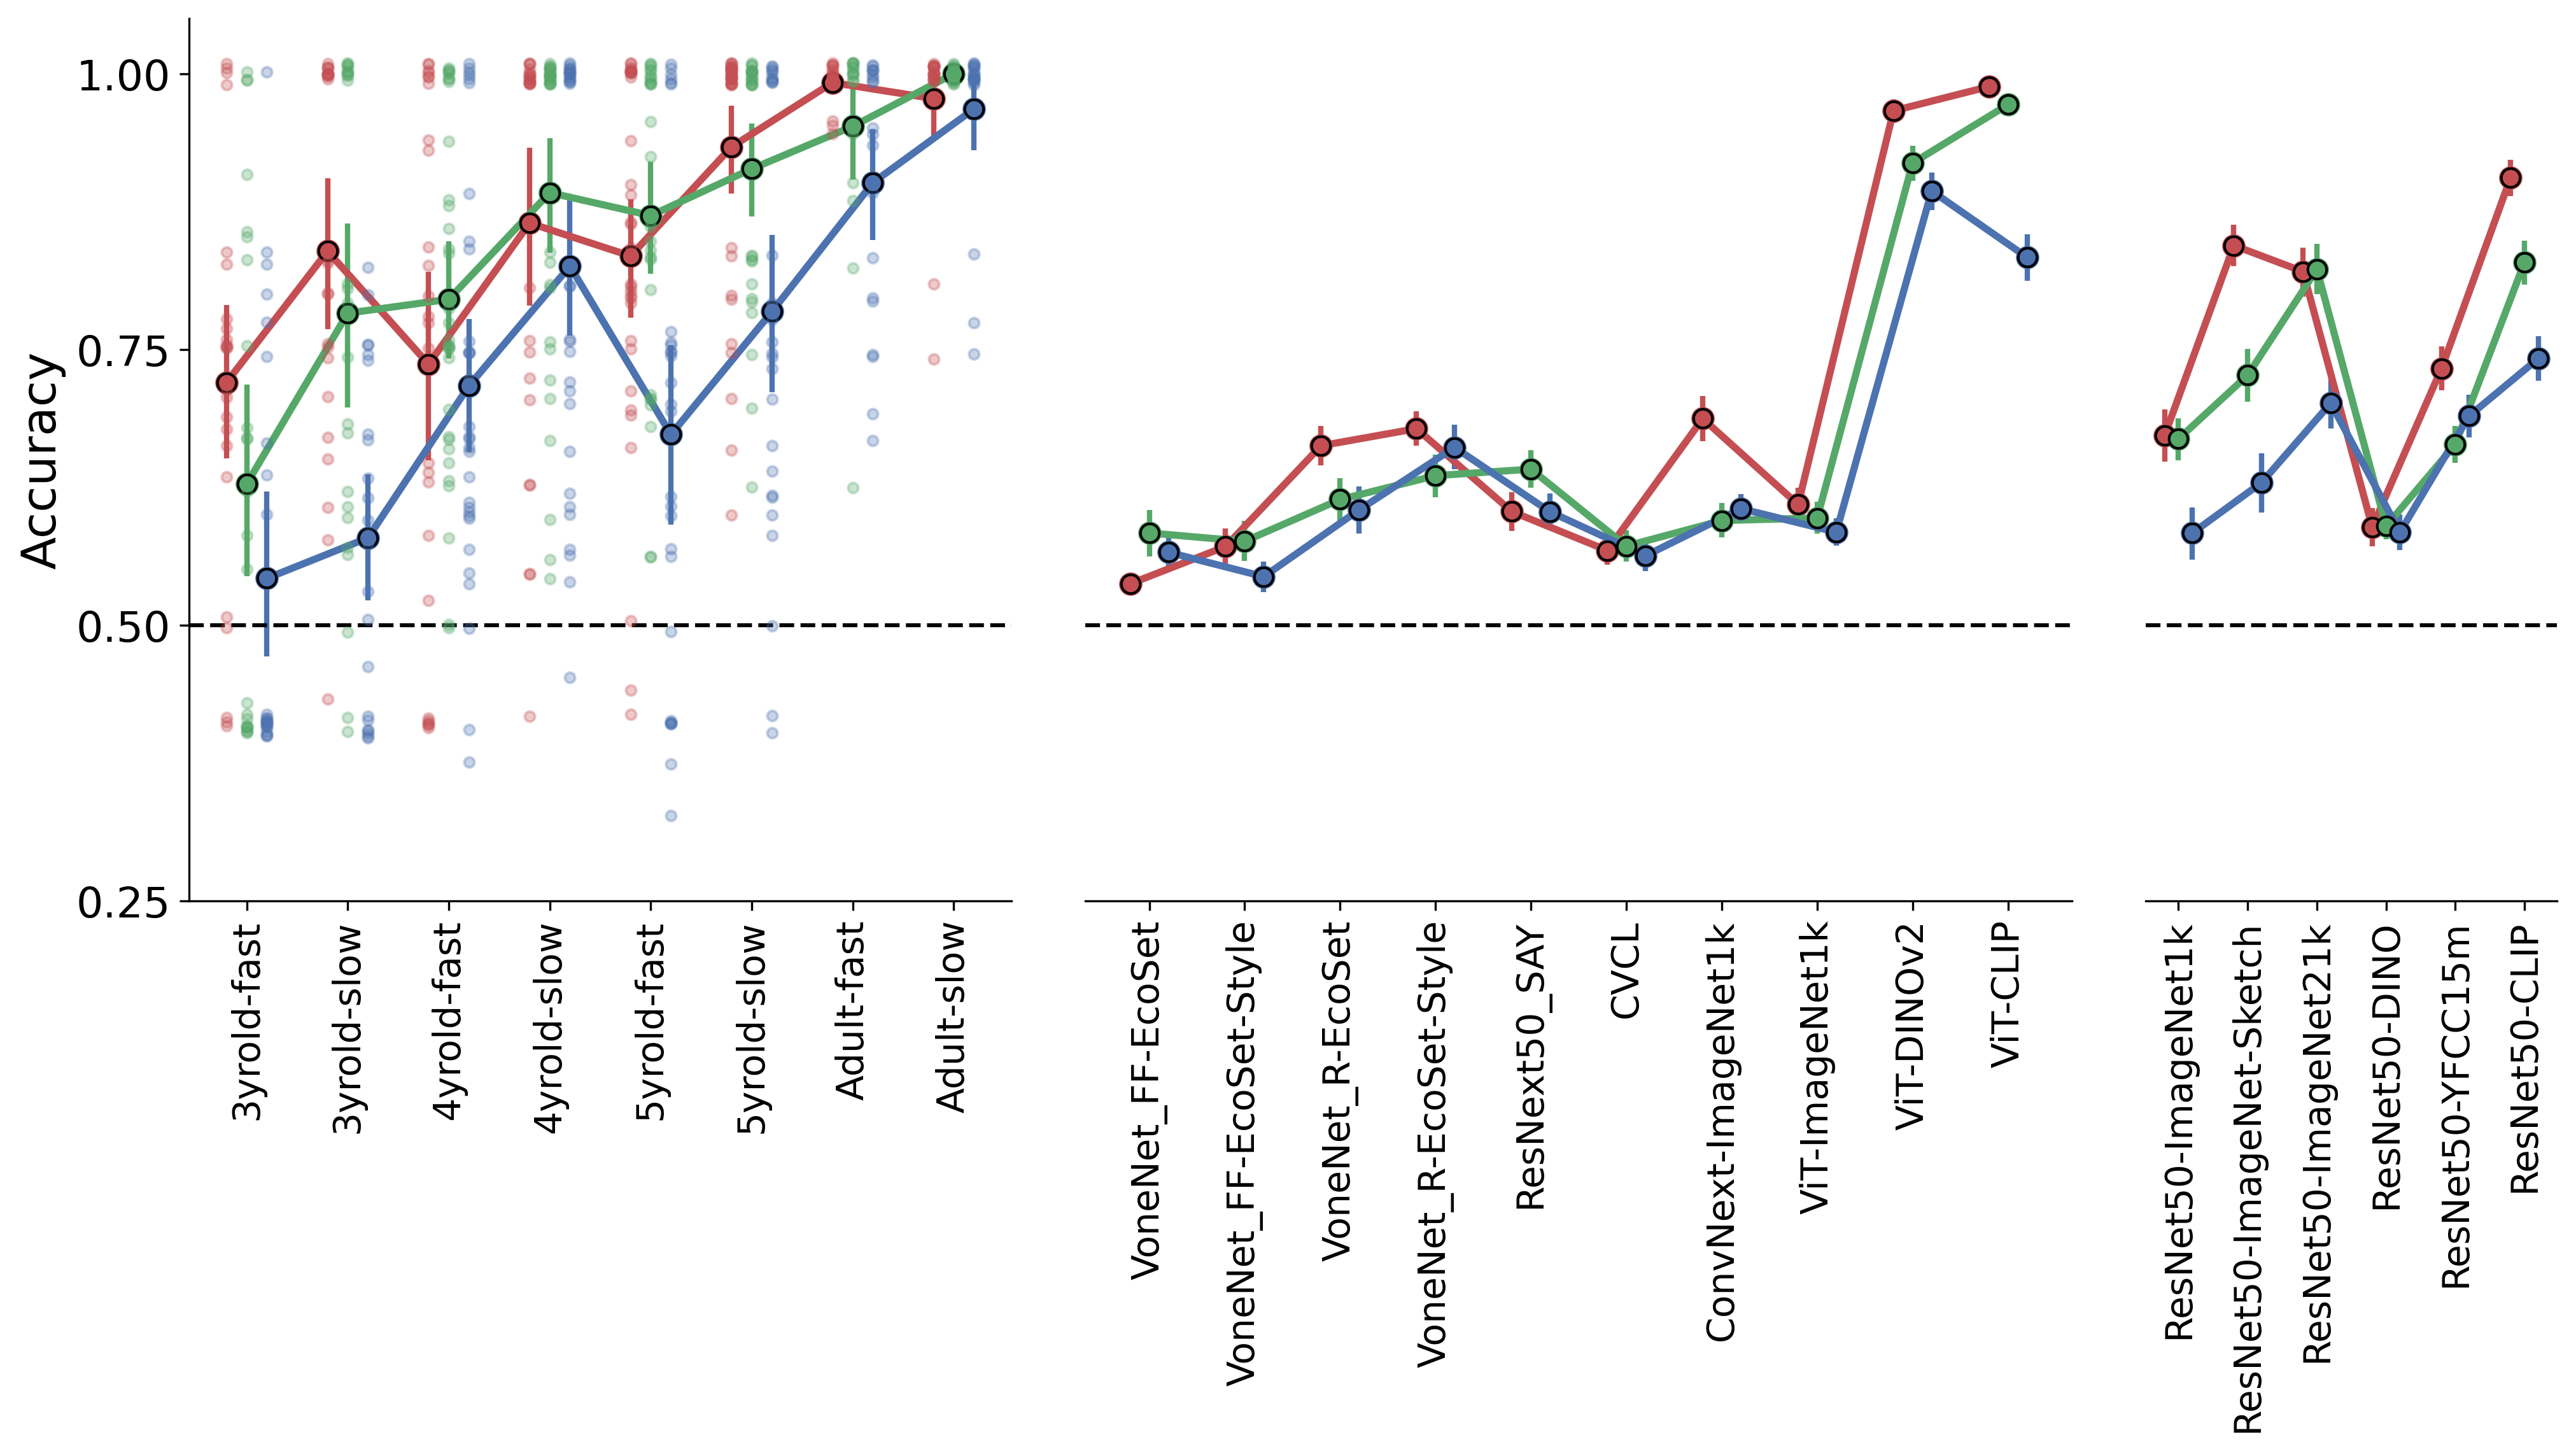 Accuracy
1.00
0.75
0.50
0.25
3yrold-fast
3yrold-slow
4yrold-fast
4yrold-slow
5yrold-fast
5yrold-slow
Adult-fast
Adult-slow
VoneNet_FF-EcoSet
VoneNet_FF-EcoSet-Style
VoneNet_R-EcoSet
VoneNet_R-EcoSet-Style
ResNext50_SAY
CVCL
ConvNext-ImageNet1k
ViT-ImageNet1k
ViT-DINOv2
ViT-CLIP
ResNet50-ImageNet1k
ResNet50-ImageNet-Sketch
ResNet50-ImageNet21k
ResNet50-DINO
ResNet50-YFCC15m
ResNet50-CLIP